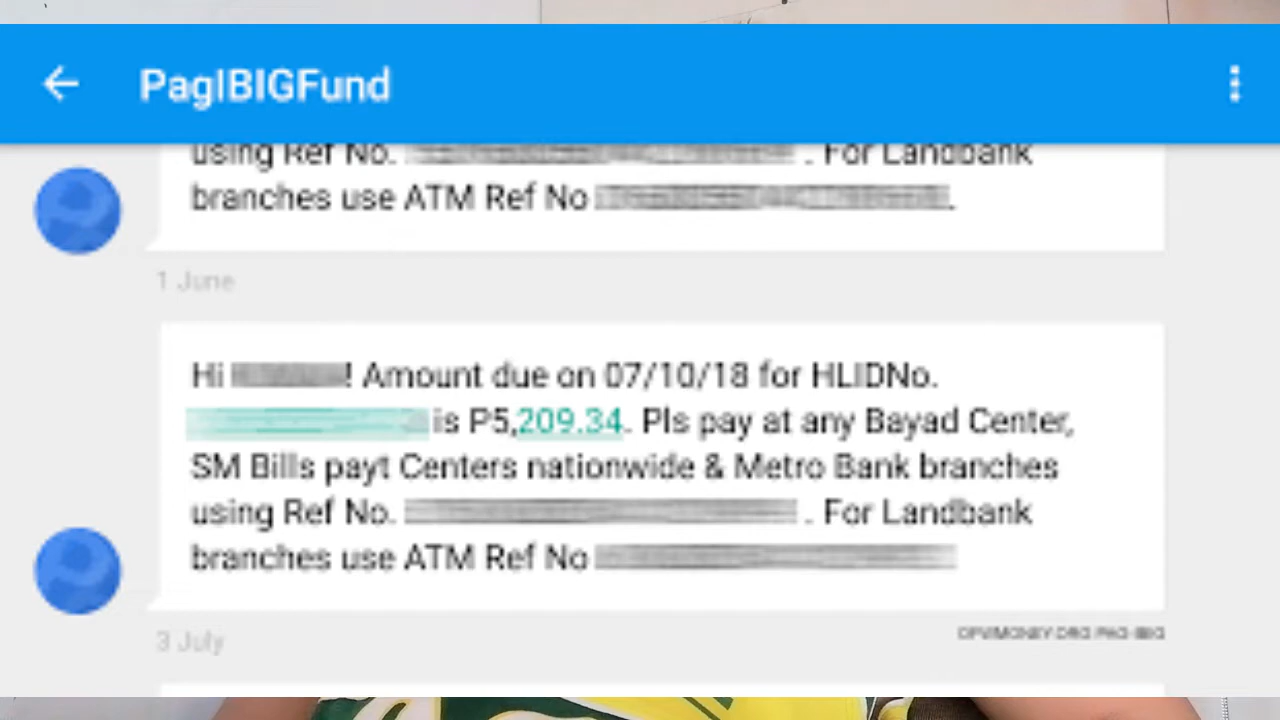 PagIBIGFund
using Ref No. . For Landbank
branches use ATM Ref No .
1 June
Hi ! Amount due on 07/10/18 for HLIDNo.
is P5,209.34. Pls pay at any Bayad Center,
SM Bills payt Centers nationwide & Metro Bank branches
using Ref No. . For Landbank
branches use ATM Ref No
3 July